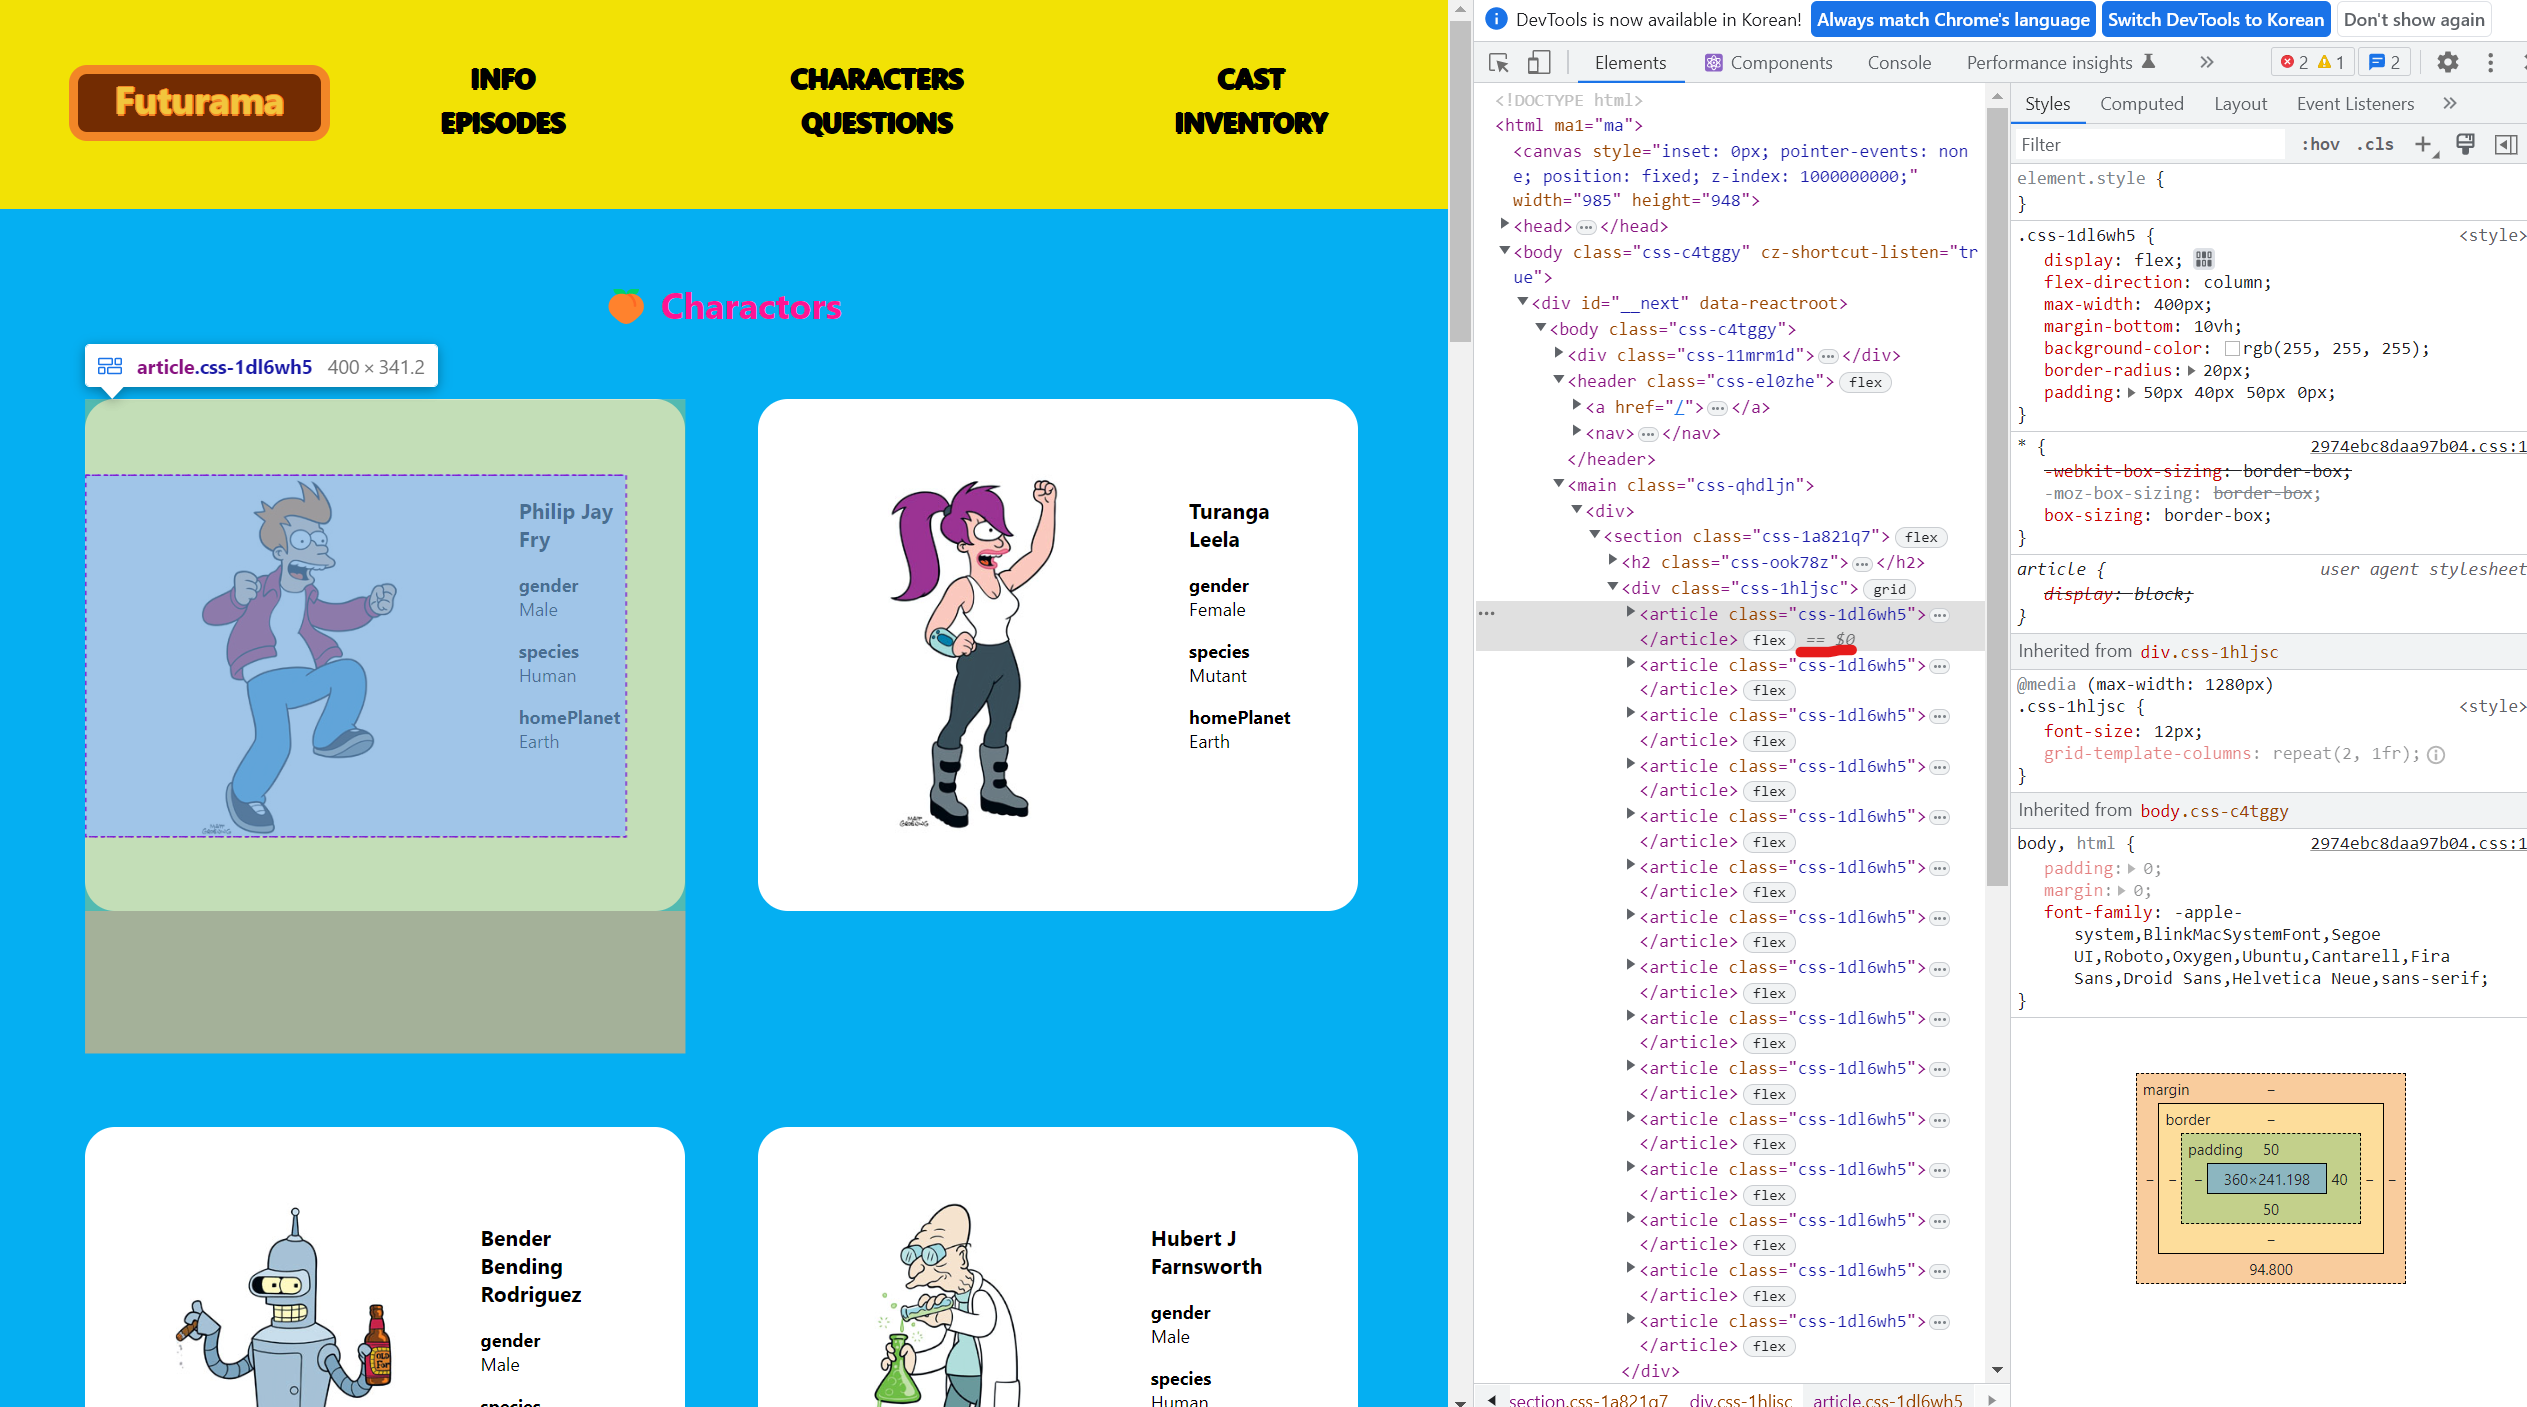 Futurama
INFO
CHARACTERS
CAST
EPISODES
QUESTIONS
INVENTORY
🍑 Charactors
article.css-1dl6wh5 400 × 341.2
Philip Jay
Fry
gender
Male
species
Human
homePlanet
Earth
Turanga
Leela
gender
Female
species
Mutant
homePlanet
Earth
Bender
Bending
Rodriguez
gender
Male
species
Hubert J
Farnsworth
gender
Male
species
Human
DevTools is now available in Korean!
Always match Chrome's language
Switch DevTools to Korean
Don't show again
Elements
Components
Console
Performance insights
2
1
2
<!DOCTYPE html>
<html ma1="ma">
<canvas style="inset: 0px; pointer-events: non
e; position: fixed; z-index: 1000000000;"
width="985" height="948">
<head> … </head>
<body class="css-c4tggy" cz-shortcut-listen="tr
ue">
<div id="__next" data-reactroot>
<body class="css-c4tggy">
<div class="css-11mrm1d"> … </div>
<header class="css-el0zhe"> flex
<a href="/"> … </a>
<nav> … </nav>
</header>
<main class="css-qhdljn">
<div>
<section class="css-1a821q7"> flex
<h2 class="css-ook78z"> … </h2>
<div class="css-1hljsc"> grid
<article class="css-1dl6wh5"> …
</article> flex == $0
<article class="css-1dl6wh5"> …
</article> flex
<article class="css-1dl6wh5"> …
</article> flex
<article class="css-1dl6wh5"> …
</article> flex
<article class="css-1dl6wh5"> …
</article> flex
<article class="css-1dl6wh5"> …
</article> flex
<article class="css-1dl6wh5"> …
</article> flex
<article class="css-1dl6wh5"> …
</article> flex
<article class="css-1dl6wh5"> …
</article> flex
<article class="css-1dl6wh5"> …
</article> flex
<article class="css-1dl6wh5"> …
</article> flex
<article class="css-1dl6wh5"> …
</article> flex
<article class="css-1dl6wh5"> …
</article> flex
<article class="css-1dl6wh5"> …
</article> flex
<article class="css-1dl6wh5"> …
</article> flex
</div>
section.css-1a821q7 div.css-1hljsc article.css-1dl6wh5
Styles
Computed
Layout
Event Listeners
Filter
:hov .cls
element.style {
}
.css-1dl6wh5 { <style>
display: flex;
flex-direction: column;
max-width: 400px;
margin-bottom: 10vh;
background-color: rgb(255, 255, 255);
border-radius: 20px;
padding: 50px 40px 50px 0px;
}
* { 2974ebc8daa97b04.css:1
-webkit-box-sizing: border-box;
-moz-box-sizing: border-box;
box-sizing: border-box;
}
article { user agent stylesheet
display: block;
}
Inherited from div.css-1hljsc
@media (max-width: 1280px)
.css-1hljsc { <style>
font-size: 12px;
grid-template-columns: repeat(2, 1fr);
}
Inherited from body.css-c4tggy
body, html { 2974ebc8daa97b04.css:1
padding: 0;
margin: 0;
font-family: -apple-
system,BlinkMacSystemFont,Segoe
UI,Roboto,Oxygen,Ubuntu,Cantarell,Fira
Sans,Droid Sans,Helvetica Neue,sans-serif;
}
margin –
border –
padding 50
– – – 360×241.198 40 – –
50
–
94.800